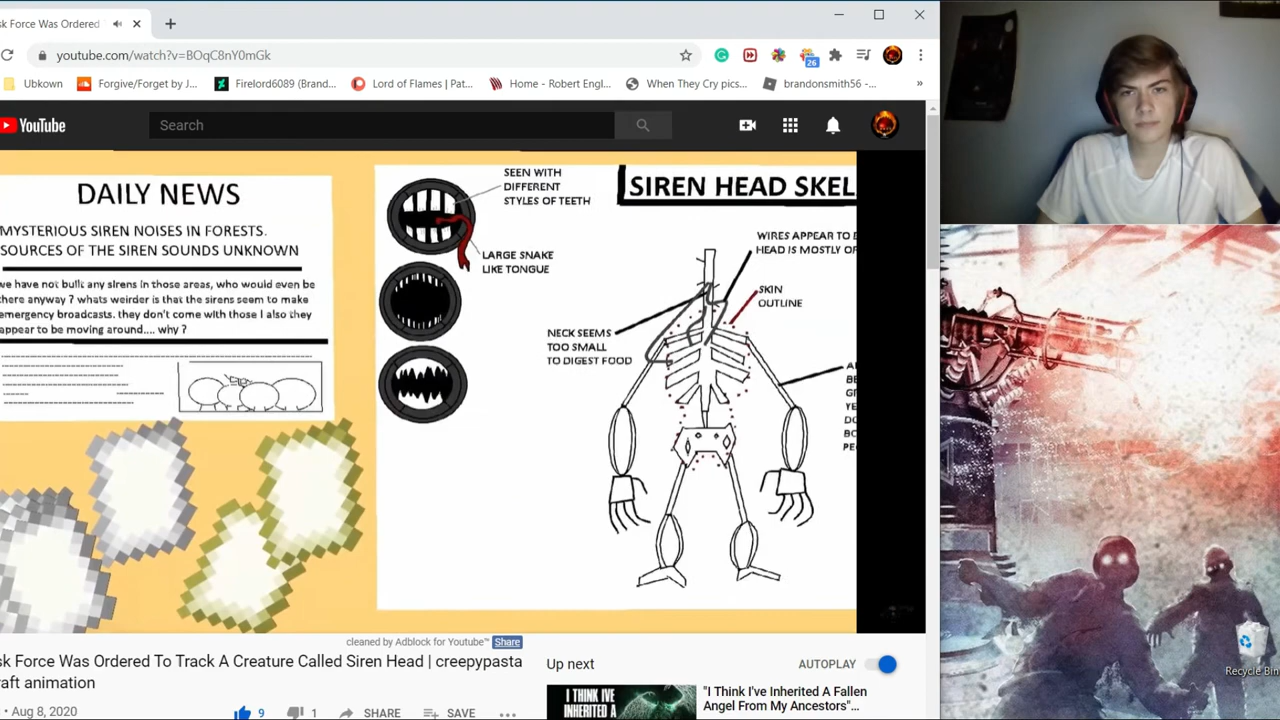 sk Force Was Ordered
youtube.com/watch?v=BOqC8nY0mGk
26
Ubkown
Forgive/Forget by J...
Firelord6089 (Brand...
Lord of Flames | Pat...
Home - Robert Engl...
When They Cry pics...
brandonsmith56 -...
»
YouTube
Search
DAILY NEWS
MYSTERIOUS SIREN NOISES IN FORESTS.
SOURCES OF THE SIREN SOUNDS UNKNOWN
we have not built any sirens in those areas, who would even be
there anyway ? whats weirder is that the sirens seem to make
emergency broadcasts. they don't come with those I also they
appear to be moving around.... why ?
SEEN WITH
DIFFERENT
STYLES OF TEETH
LARGE SNAKE
LIKE TONGUE
SIREN HEAD SKEL
WIRES APPEAR TO
HEAD IS MOSTLY
SKIN
OUTLINE
NECK SEEMS
TOO SMALL
TO DIGEST FOOD
cleaned by Adblock for Youtube™ Share
sk Force Was Ordered To Track A Creature Called Siren Head | creepypasta
raft animation
• Aug 8, 2020
9
1
SHARE
SAVE
Up next
AUTOPLAY
I THINK I'VE
INHERITED A
"I Think I've Inherited A Fallen
Angel From My Ancestors"...
Recycle Bin